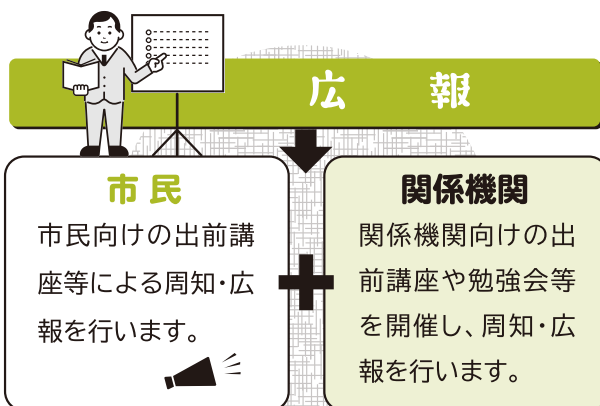 広 報
市 民
市民向けの出前講
座等による周知・広
報を行います。
関係機関
関係機関向けの出
前講座や勉強会等
を開催し、周知・広
報を行います。